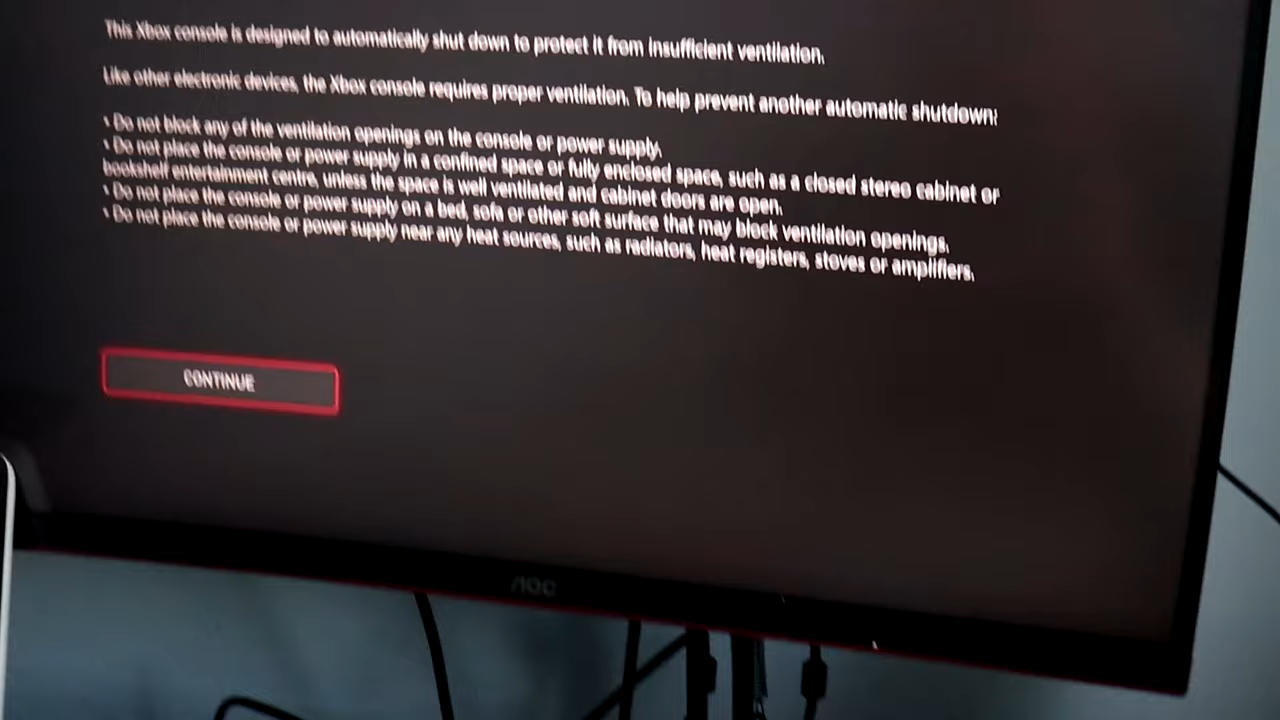 This Xbox console is designed to automatically shut down to protect it from insufficient ventilation.
Like other electronic devices, the Xbox console requires proper ventilation. To help prevent another automatic shutdown:
• Do not block any of the ventilation openings on the console or power supply.
• Do not place the console or power supply in a confined space or fully enclosed space, such as a closed stereo cabinet or
bookshelf entertainment centre, unless the space is well ventilated and cabinet doors are open.
• Do not place the console or power supply on a bed, sofa or other soft surface that may block ventilation openings.
• Do not place the console or power supply near any heat sources, such as radiators, heat registers, stoves or amplifiers.
CONTINUE
AOC